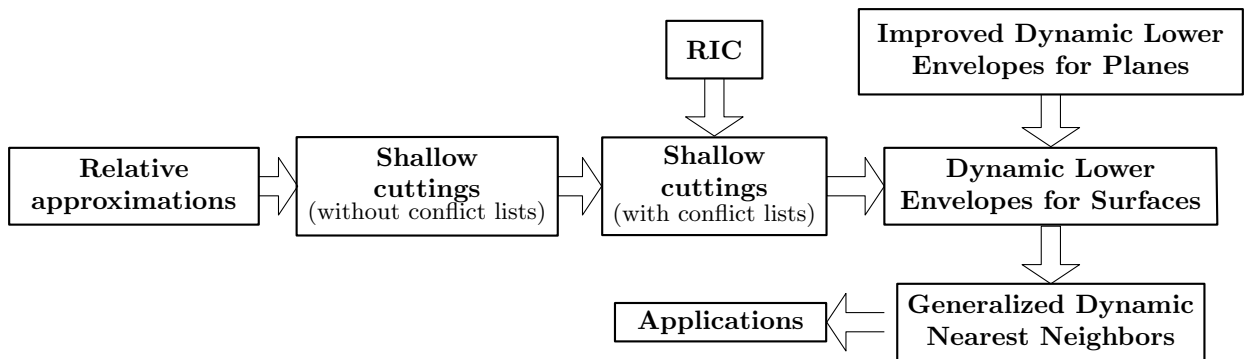 RIC
Improved Dynamic Lower
Envelopes for Planes
Relative
approximations
Shallow
cuttings
(without conflict lists)
Shallow
cuttings
(with conflict lists)
Dynamic Lower
Envelopes for Surfaces
Applications
Generalized Dynamic
Nearest Neighbors